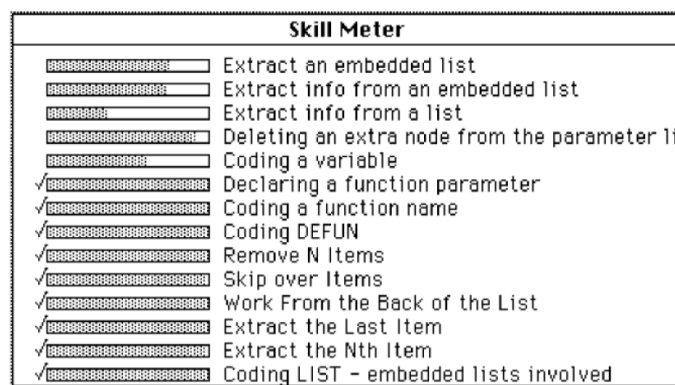 Skill Meter
Extract an embedded list
Extract info from an embedded list
Extract info from a list
Deleting an extra node from the parameter li
Coding a variable
√ Declaring a function parameter
√ Coding a function name
√ Coding DEFUN
√ Remove N Items
√ Skip over Items
√ Work From the Back of the List
√ Extract the Last Item
√ Extract the Nth Item
√ Coding LIST - embedded lists involved